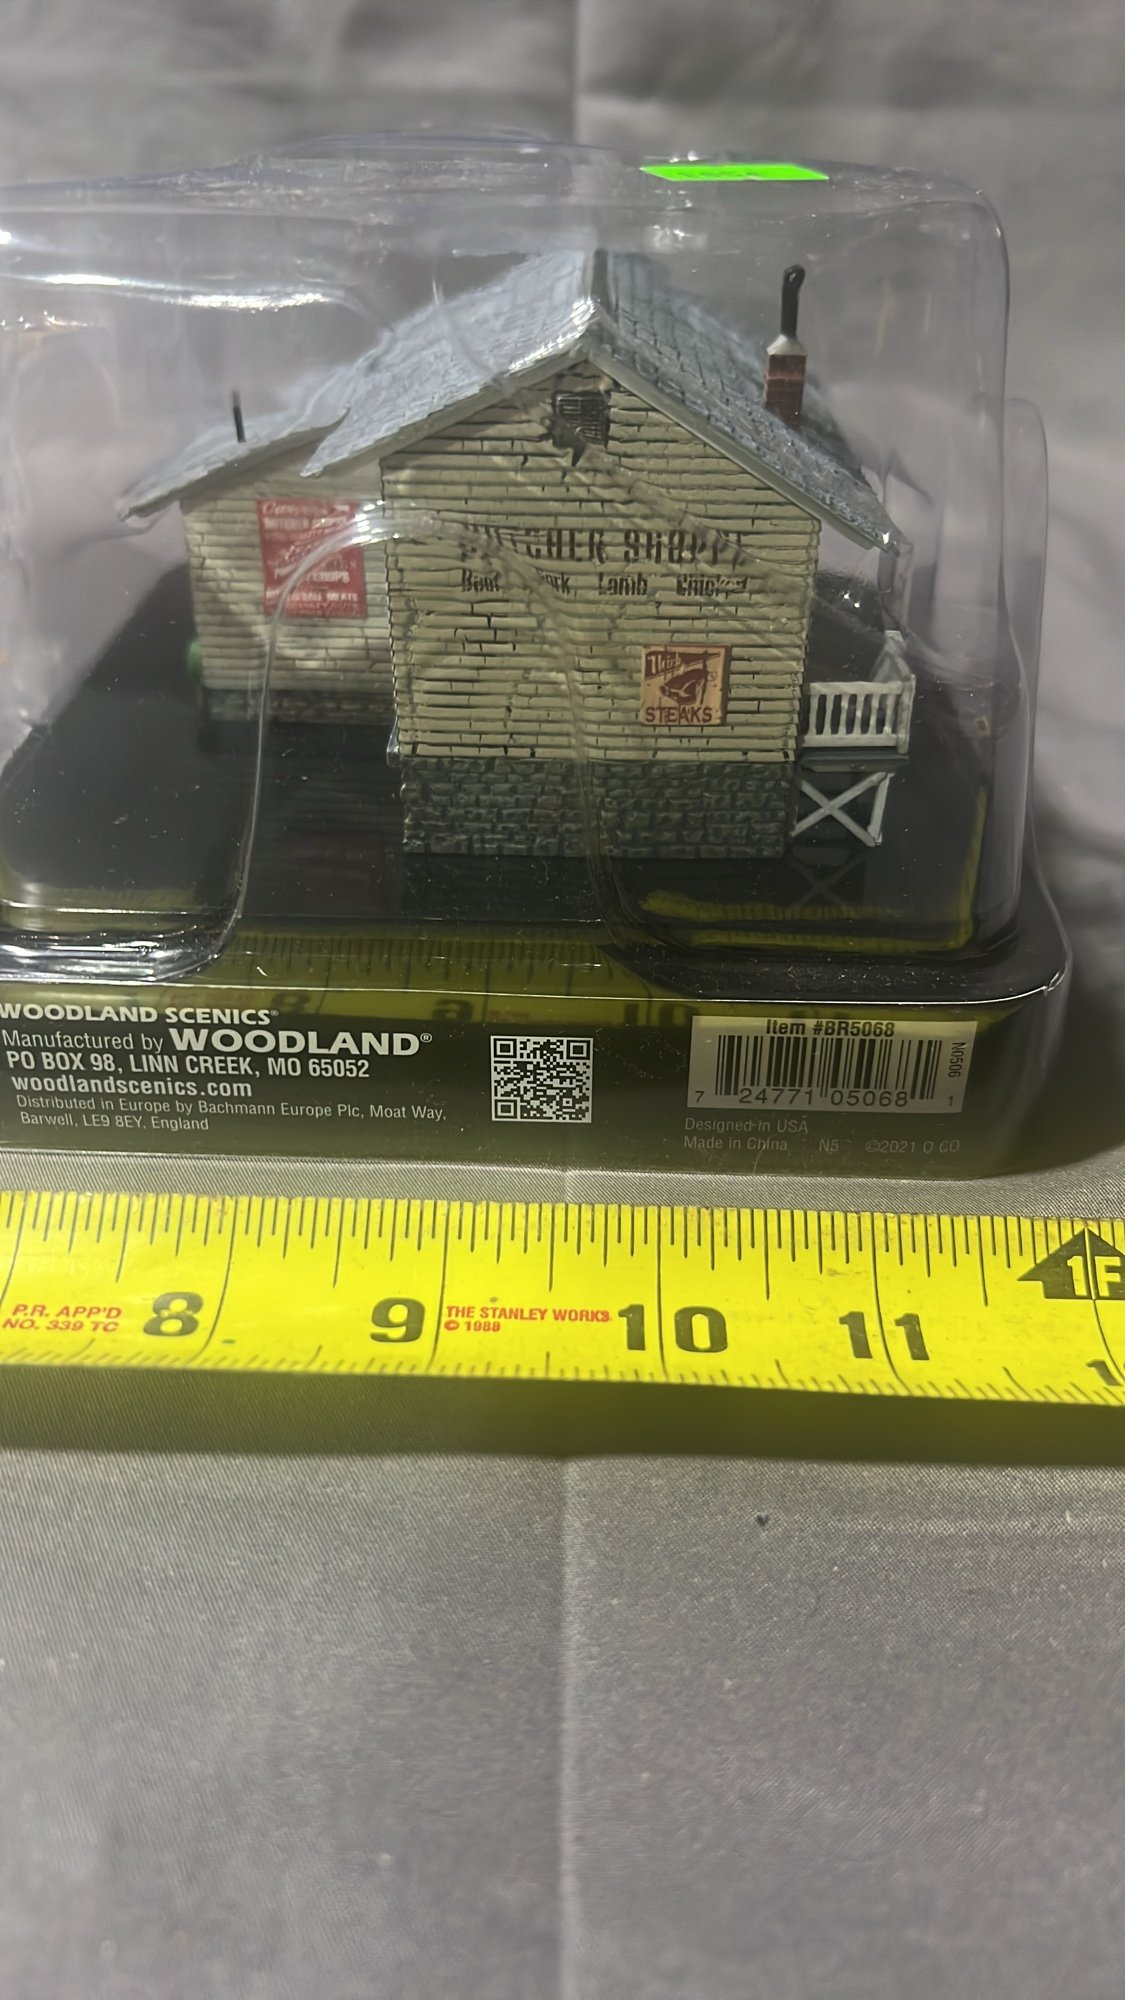 BUTCHER SHOPPE
Beef Pork Lamb Chicken
Thick
STEAKS
WOODLAND SCENICS®
Manufactured by WOODLAND®
PO BOX 98, LINN CREEK, MO 65052
woodlandscenics.com
Distributed in Europe by Bachmann Europe Plc, Moat Way,
Barwell, LE9 8EY, England
Item #BR5068
7 24771 05068 1
N0506
Designed in USA
Made in China N5 ©2021 O CO
P.R. APP'D
NO. 339 TC
8 9
THE STANLEY WORKS
© 1988
10 11
1F